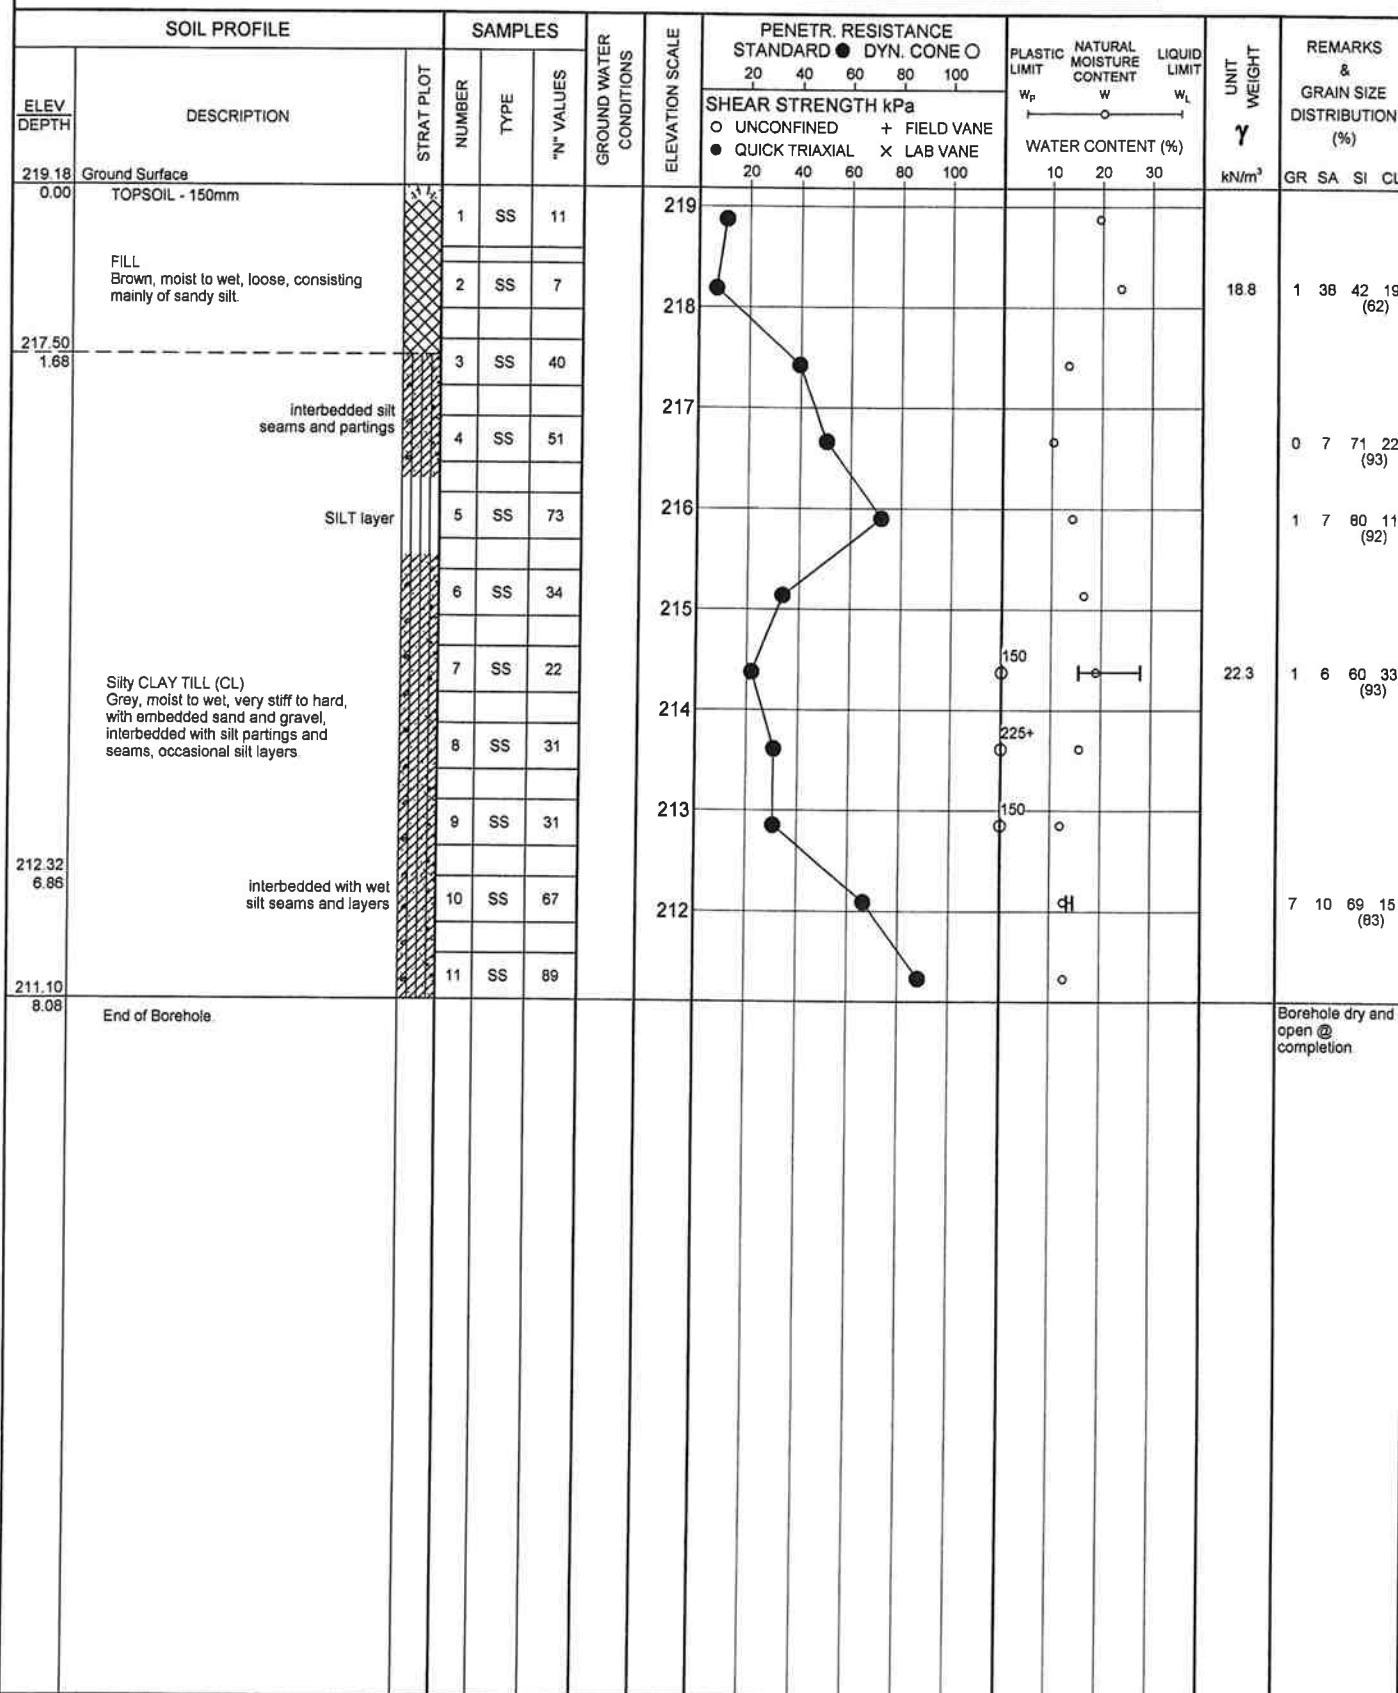 SOIL PROFILE
SAMPLES
GROUND WATER
CONDITIONS
ELEVATION SCALE
PENETR. RESISTANCE
STANDARD ● DYN. CONE ○
20 40 60 80 100
SHEAR STRENGTH kPa
○ UNCONFINED + FIELD VANE
● QUICK TRIAXIAL × LAB VANE
20 40 60 80 100
PLASTIC LIMIT
NATURAL MOISTURE CONTENT
LIQUID LIMIT
WP W WL
WATER CONTENT (%)
10 20 30
UNIT WEIGHT
γ
kN/m³
REMARKS
&
GRAIN SIZE
DISTRIBUTION
(%)
GR SA SI CL
ELEV
DEPTH
DESCRIPTION
STRAT PLOT
NUMBER
TYPE
"N" VALUES
219.18 Ground Surface
0.00 TOPSOIL - 150mm
1 SS 11
219
FILL
Brown, moist to wet, loose, consisting
mainly of sandy silt.
2 SS 7
218
18.8
1 38 42 19
(62)
217.50
1.68
3 SS 40
217
interbedded silt
seams and partings
4 SS 51
0 7 71 22
(93)
216
SILT layer
5 SS 73
1 7 80 11
(92)
6 SS 34
215
7 SS 22
150
22.3
1 6 60 33
(93)
Silty CLAY TILL (CL)
Grey, moist to wet, very stiff to hard,
with embedded sand and gravel,
interbedded with silt partings and
seams, occasional silt layers.
214
8 SS 31
225+
213
9 SS 31
150
212.32
6.86
interbedded with wet
silt seams and layers
10 SS 67
212
7 10 69 15
(83)
11 SS 89
211.10
8.08
End of Borehole.
Borehole dry and
open @
completion.